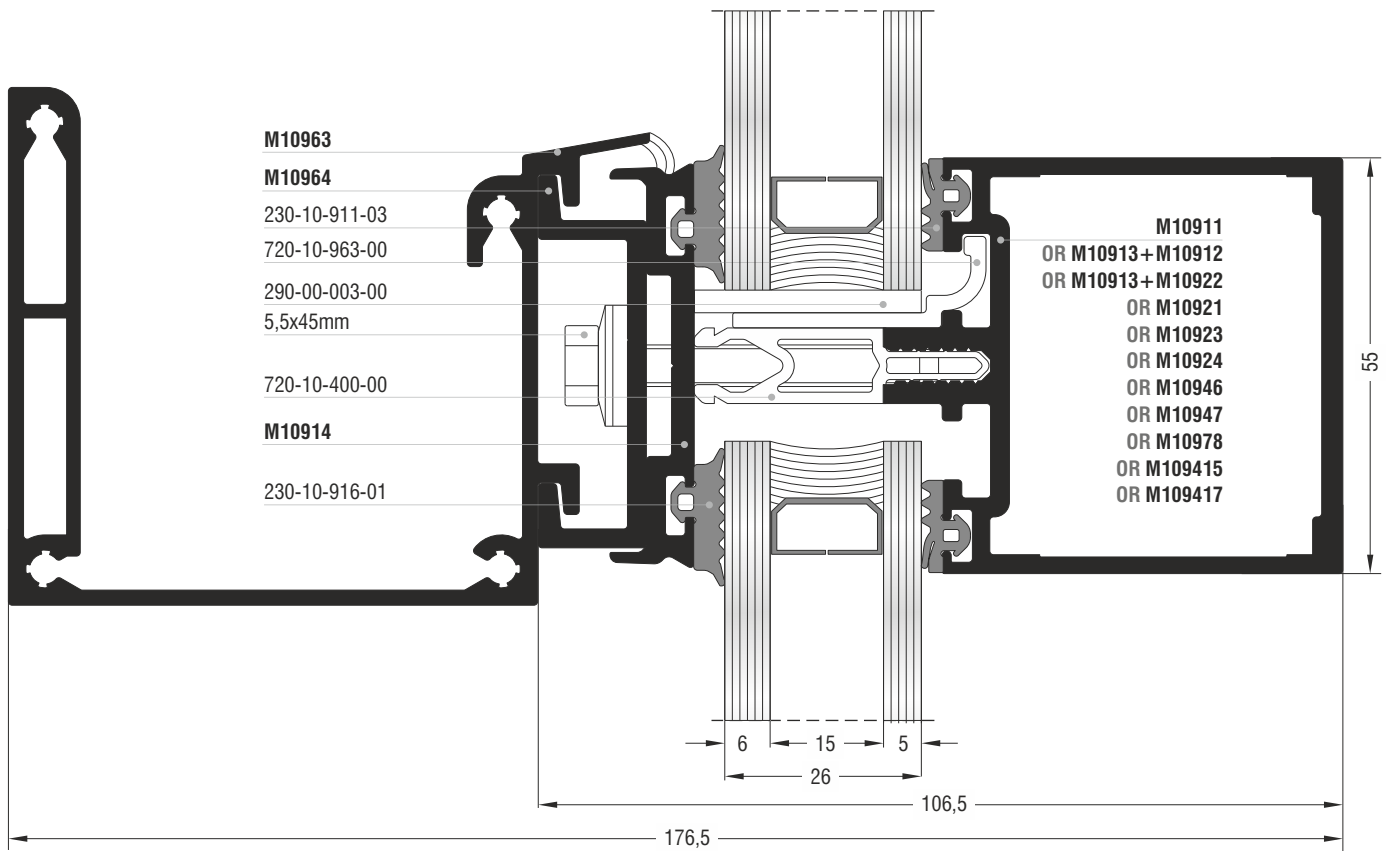 M10963
M10964
230-10-911-03
720-10-963-00
290-00-003-00
5,5x45mm
720-10-400-00
M10914
230-10-916-01
M10911
OR M10913+M10912
OR M10913+M10922
OR M10921
OR M10923
OR M10924
OR M10946
OR M10947
OR M10978
OR M109415
OR M109417
55
6 15 5
26
106,5
176,5